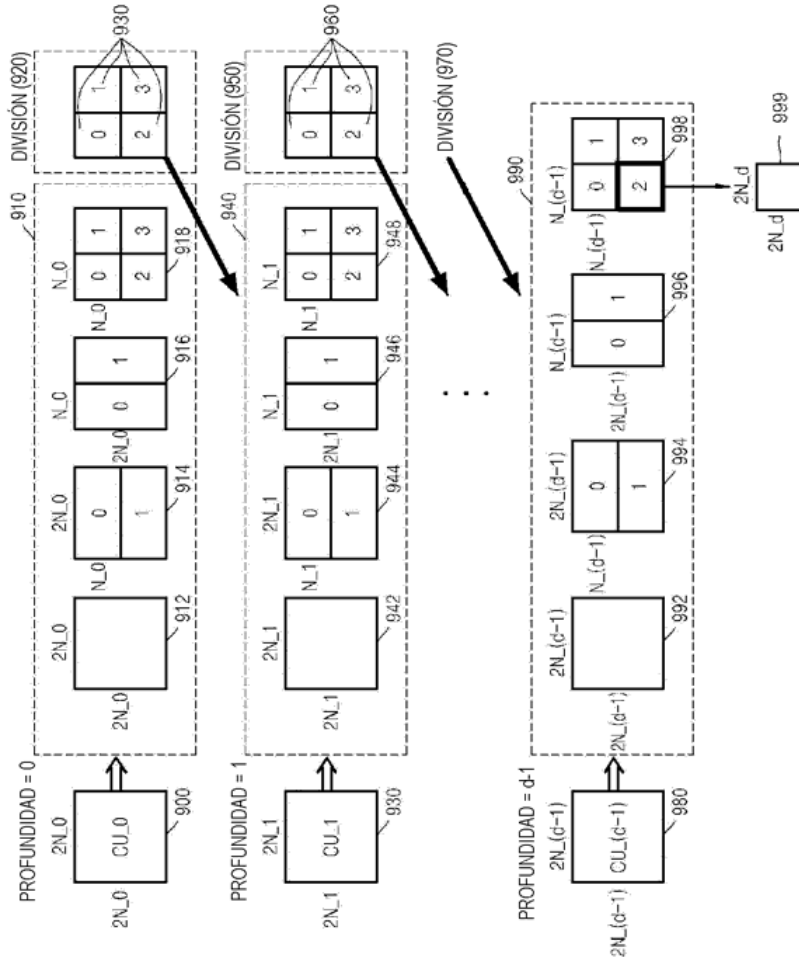 PROFUNDIDAD = 0
2N_0
2N_0
CU_0
900
910
2N_0
2N_0
912
2N_0
N_0
0
1
914
N_0
2N_0
0
1
916
N_0
N_0
0
1
2
3
918
DIVISIÓN (920)
930
0
1
2
3
PROFUNDIDAD = 1
2N_1
2N_1
CU_1
930
940
2N_1
2N_1
942
2N_1
N_1
0
1
944
N_1
2N_1
0
1
946
N_1
N_1
0
1
2
3
948
DIVISIÓN (950)
960
0
1
2
3
DIVISIÓN (970)
PROFUNDIDAD = d-1
2N_(d-1)
2N_(d-1)
CU_(d-1)
980
990
2N_(d-1)
2N_(d-1)
992
2N_(d-1)
N_(d-1)
0
1
994
N_(d-1)
2N_(d-1)
0
1
996
N_(d-1)
N_(d-1)
0
1
2
3
998
2N_d
2N_d
999